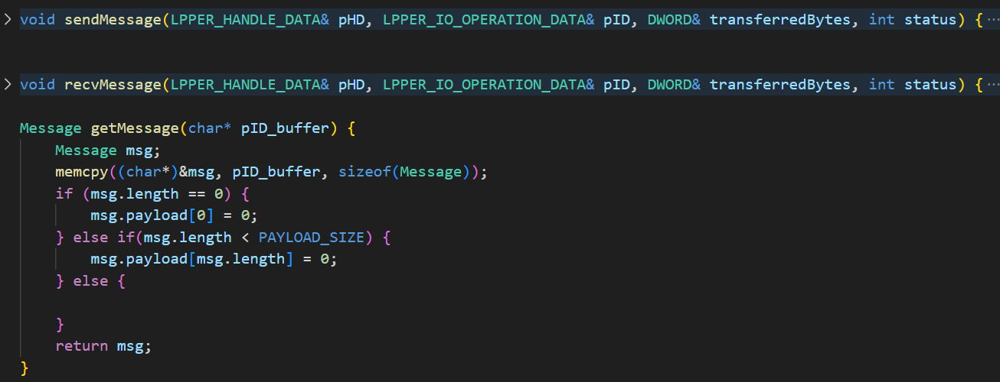 void sendMessage(LPPER_HANDLE_DATA& pHD, LPPER_IO_OPERATION_DATA& pID, DWORD& transferredBytes, int status) {···
void recvMessage(LPPER_HANDLE_DATA& pHD, LPPER_IO_OPERATION_DATA& pID, DWORD& transferredBytes, int status) {···
Message getMessage(char* pID_buffer) {
    Message msg;
    memcpy((char*)&msg, pID_buffer, sizeof(Message));
    if (msg.length == 0) {
        msg.payload[0] = 0;
    } else if(msg.length < PAYLOAD_SIZE) {
        msg.payload[msg.length] = 0;
    } else {
    }
    return msg;
}